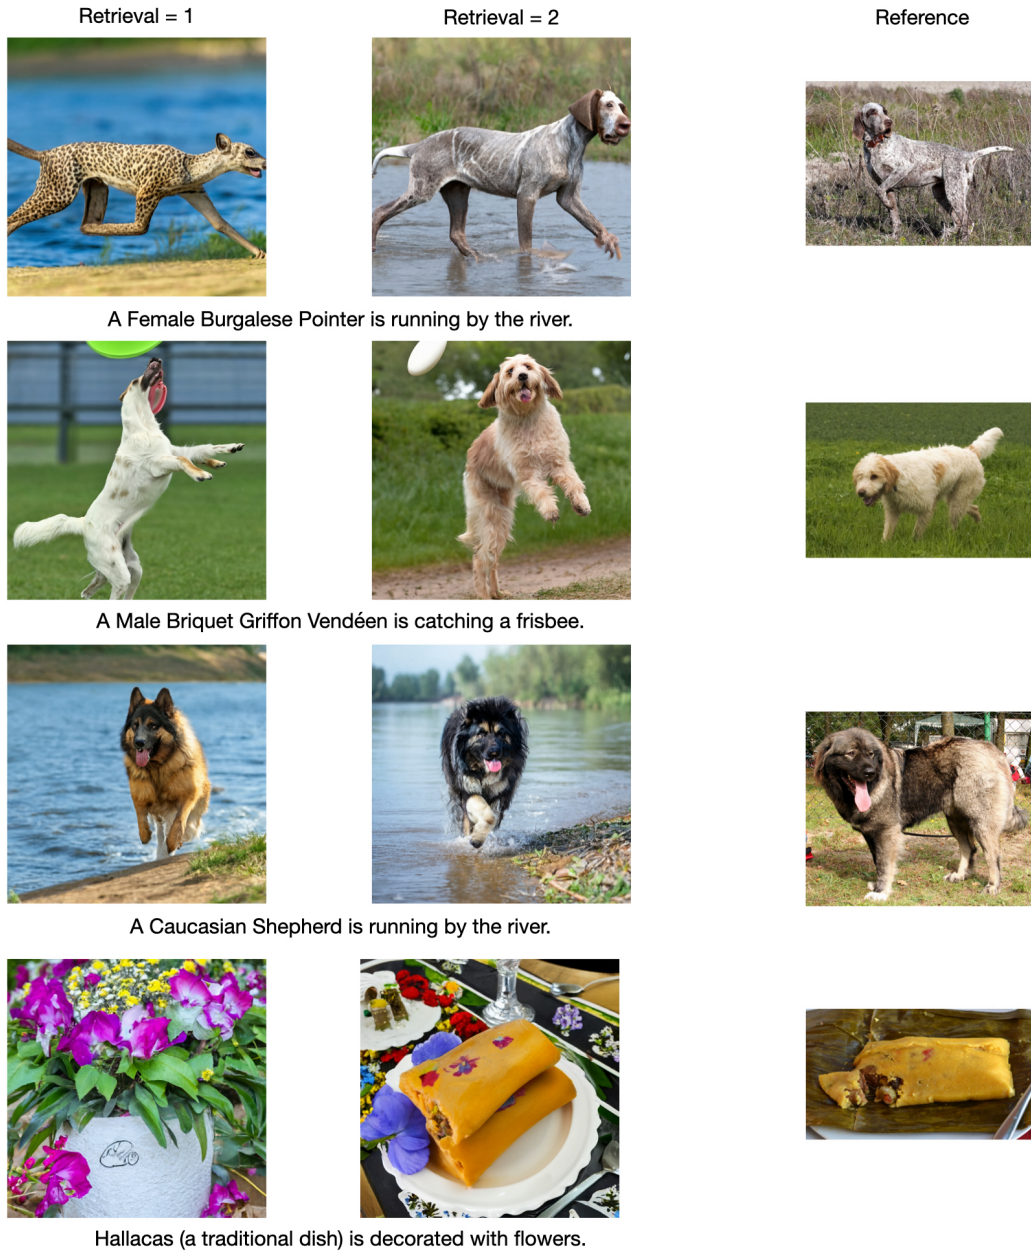 Retrieval = 1
Retrieval = 2
Reference
A Female Burgalese Pointer is running by the river.
A Male Briquet Griffon Vendéen is catching a frisbee.
A Caucasian Shepherd is running by the river.
Hallacas (a traditional dish) is decorated with flowers.